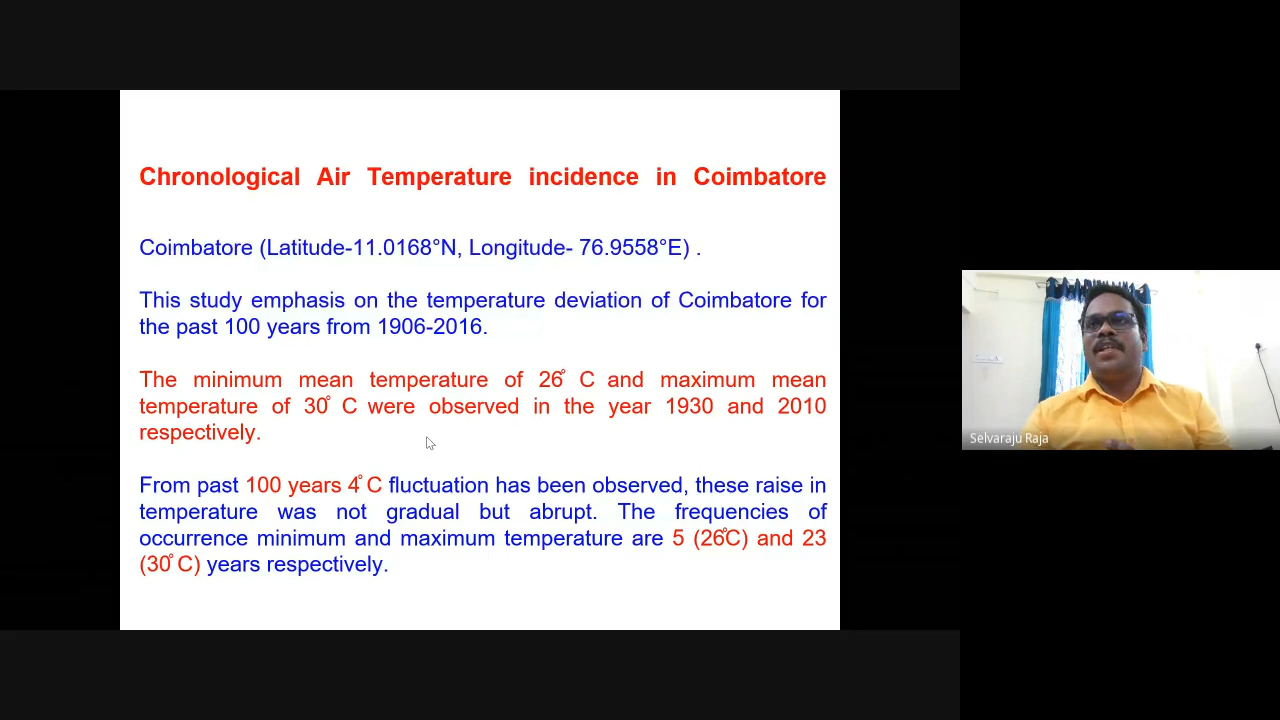 Chronological Air Temperature incidence in Coimbatore
Coimbatore (Latitude-11.0168°N, Longitude- 76.9558°E) .
This study emphasis on the temperature deviation of Coimbatore for
the past 100 years from 1906-2016.
The minimum mean temperature of 26° C and maximum mean
temperature of 30° C were observed in the year 1930 and 2010
respectively.
From past 100 years 4° C fluctuation has been observed, these raise in
temperature was not gradual but abrupt. The frequencies of
occurrence minimum and maximum temperature are 5 (26°C) and 23
(30° C) years respectively.
Selvaraju Raja